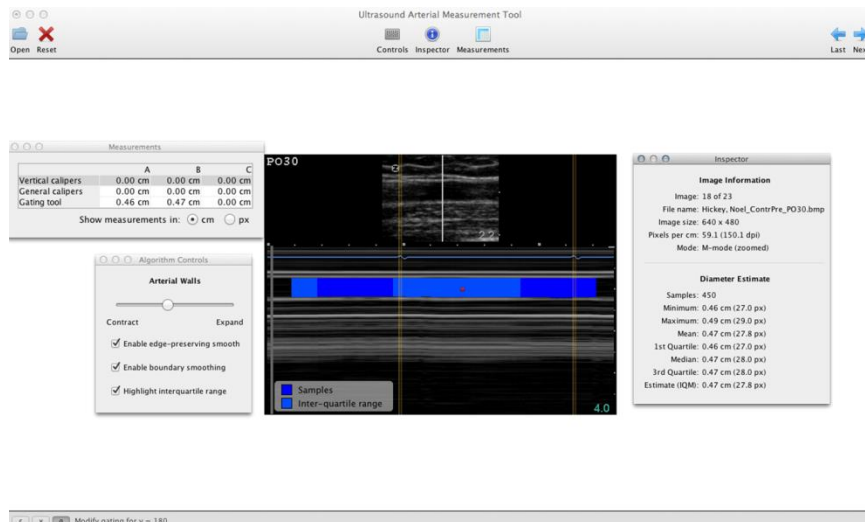 Ultrasound Arterial Measurement Tool
Open Reset
Controls Inspector Measurements
Last Nex
Measurements
A B C
Vertical calipers 0.00 cm 0.00 cm 0.00 cm
General calipers 0.00 cm 0.00 cm 0.00 cm
Gating tool 0.46 cm 0.47 cm 0.00 cm
Show measurements in: cm px
Algorithm Controls
Arterial Walls
Contract Expand
Enable edge-preserving smooth
Enable boundary smoothing
Highlight interquartile range
PO30
2.2
Samples
Inter-quartile range
4.0
Inspector
Image Information
Image: 18 of 23
File name: Hickey, Noel_ContrPre_PO30.bmp
Image size: 640 x 480
Pixels per cm: 59.1 (150.1 dpi)
Mode: M-mode (zoomed)
Diameter Estimate
Samples: 450
Minimum: 0.46 cm (27.0 px)
Maximum: 0.49 cm (29.0 px)
Mean: 0.47 cm (27.8 px)
1st Quartile: 0.46 cm (27.0 px)
Median: 0.47 cm (28.0 px)
3rd Quartile: 0.47 cm (28.0 px)
Estimate (IQM): 0.47 cm (27.8 px)
Modify gating for v = 180